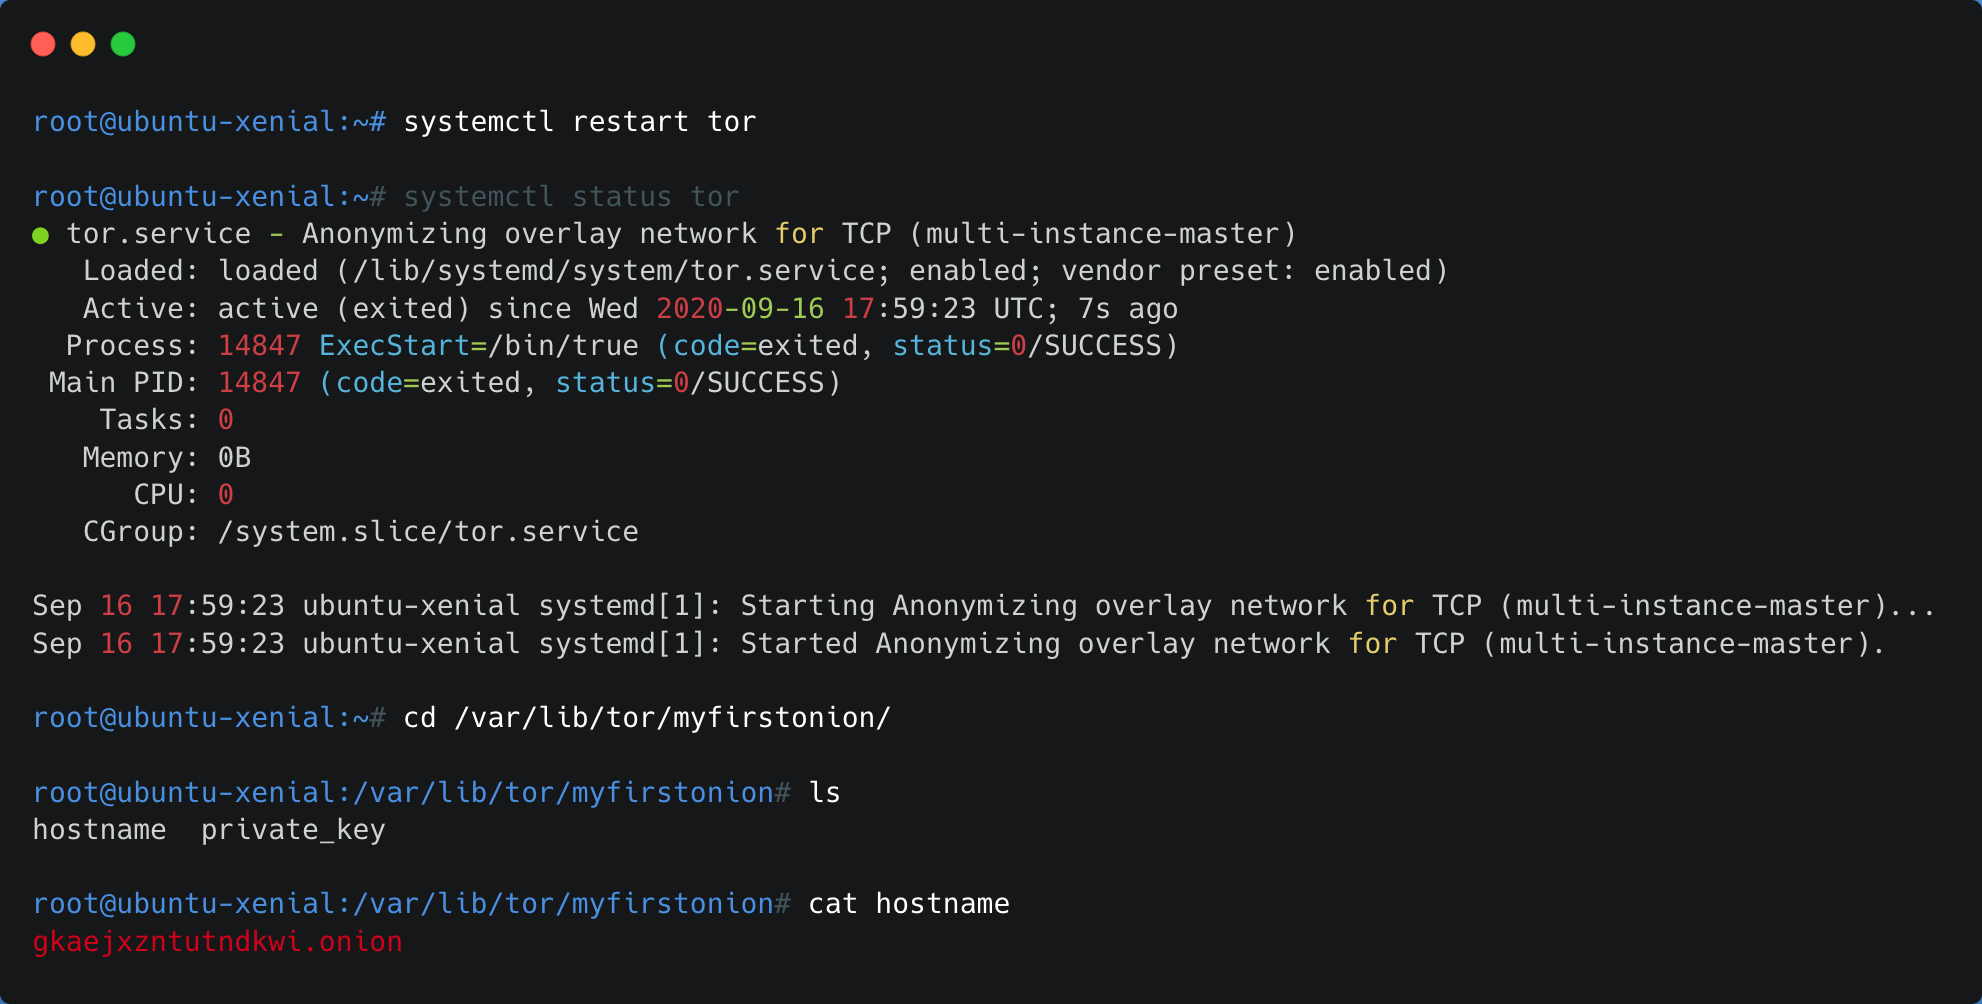 root@ubuntu-xenial:~# systemctl restart tor
root@ubuntu-xenial:~# systemctl status tor
● tor.service - Anonymizing overlay network for TCP (multi-instance-master)
Loaded: loaded (/lib/systemd/system/tor.service; enabled; vendor preset: enabled)
Active: active (exited) since Wed 2020-09-16 17:59:23 UTC; 7s ago
Process: 14847 ExecStart=/bin/true (code=exited, status=0/SUCCESS)
Main PID: 14847 (code=exited, status=0/SUCCESS)
Tasks: 0
Memory: 0B
CPU: 0
CGroup: /system.slice/tor.service
Sep 16 17:59:23 ubuntu-xenial systemd[1]: Starting Anonymizing overlay network for TCP (multi-instance-master)...
Sep 16 17:59:23 ubuntu-xenial systemd[1]: Started Anonymizing overlay network for TCP (multi-instance-master).
root@ubuntu-xenial:~# cd /var/lib/tor/myfirstonion/
root@ubuntu-xenial:/var/lib/tor/myfirstonion# ls
hostname  private_key
root@ubuntu-xenial:/var/lib/tor/myfirstonion# cat hostname
gkaejxzntutndkwi.onion